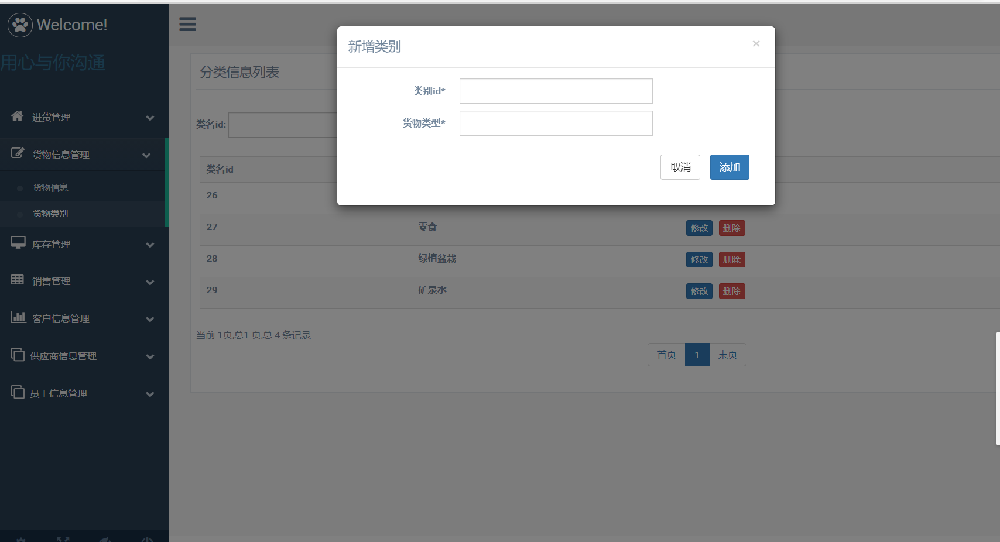 Welcome!
用心与你沟通
进货管理
货物信息管理
货物信息
货物类别
库存管理
销售管理
客户信息管理
供应商信息管理
员工信息管理
新增类别
×
类别id*
货物类型*
取消 添加
分类信息列表
类名id:
类名id
26
27 零食 修改 删除
28 绿植盆栽 修改 删除
29 矿泉水 修改 删除
当前 1页,总1 页,总 4 条记录
首页 1 末页